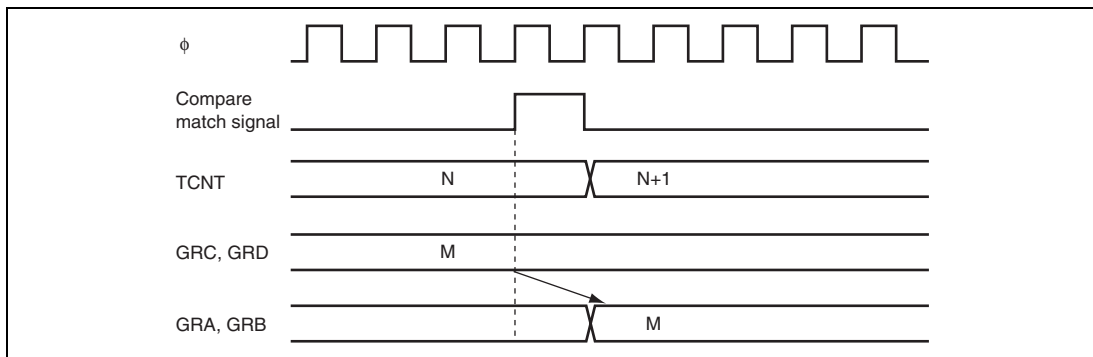 φ
Compare
match signal
TCNT N N+1
GRC, GRD M
GRA, GRB M